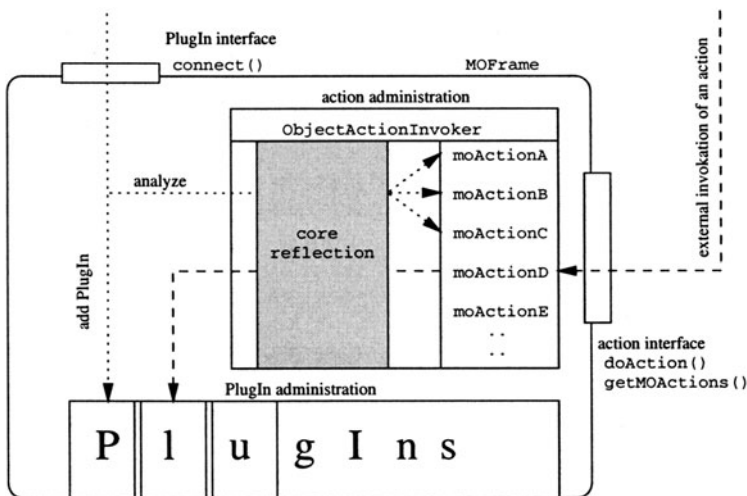 PlugIn interface
connect()
MOFrame
action administration
ObjectActionInvoker
moActionA
moActionB
moActionC
moActionD
moActionE
. .
. .
analyze
core
reflection
add PlugIn
external invokation of an action
action interface
doAction()
getMOActions()
PlugIn administration
P l u g I n s